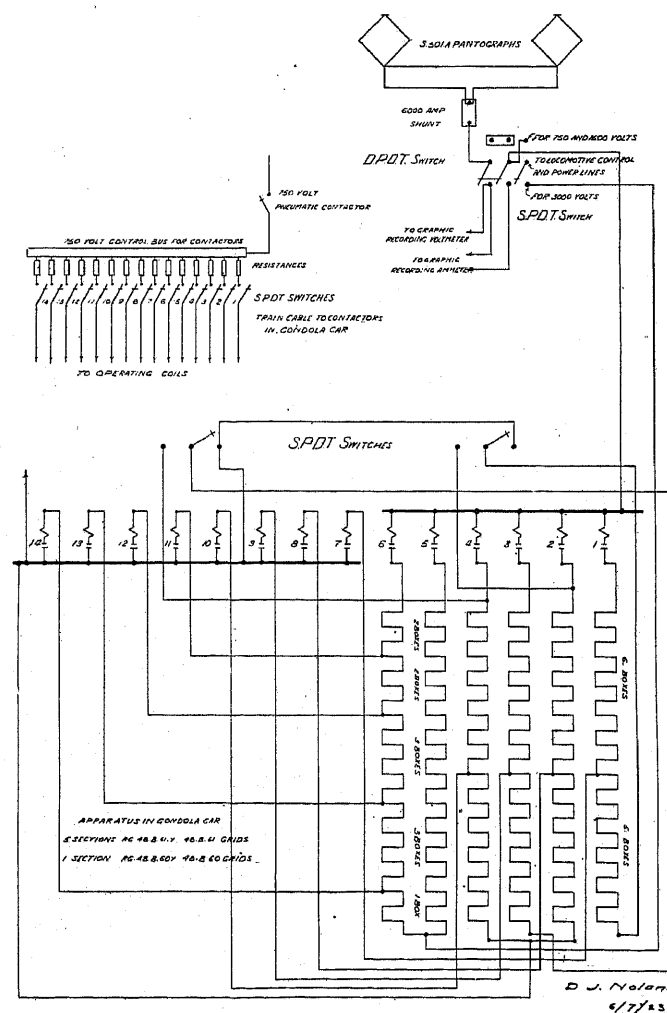 S.501A PANTOGRAPHS
6000 AMP
SHUNT
FOR 750 AND 1500 VOLTS
D.P.D.T. SWITCH
TO LOCOMOTIVE CONTROL
AND POWER LINES
FOR 3000 VOLTS
S.P.D.T. SWITCH
TO GRAPHIC
RECORDING VOLTMETER
TO GRAPHIC
RECORDING AMMETER
750 VOLT
PNEUMATIC CONTACTOR
750 VOLT CONTROL BUS FOR CONTACTORS
RESISTANCES
14 13 12 11 10 9 8 7 6 5 4 3 2 1
S.P.D.T SWITCHES
TRAIN CABLE TO CONTACTORS
IN GONDOLA CAR
TO OPERATING COILS
S.P.D.T SWITCHES
14 13 12 11 10 9 8 7 6 5 4 3 2 1
2 BOXES
2 BOXES
3 BOXES
3 BOXES
1 BOX
6 BOXES
6 BOXES
APPARATUS IN GONDOLA CAR
5 SECTIONS RG. 48.B.61.Y. 48.B.61 GRIDS
1 SECTION RG. 48.B.60Y 48.B 60 GRIDS
D J. Nolan
6/7/23